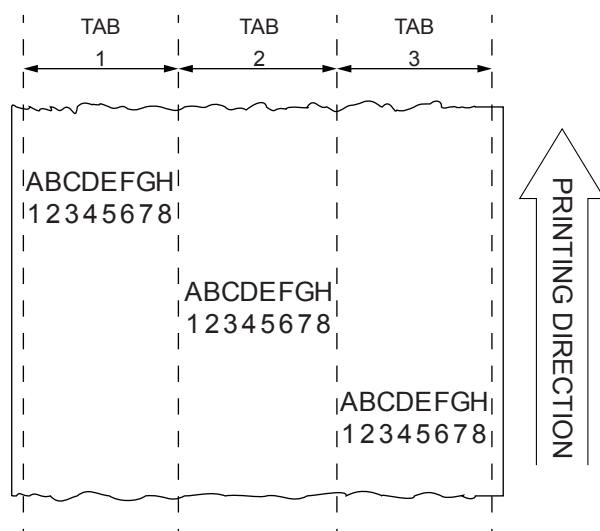 TAB TAB TAB
1 2 3
ABCDEFGH
12345678
ABCDEFGH
12345678
ABCDEFGH
12345678
PRINTING DIRECTION